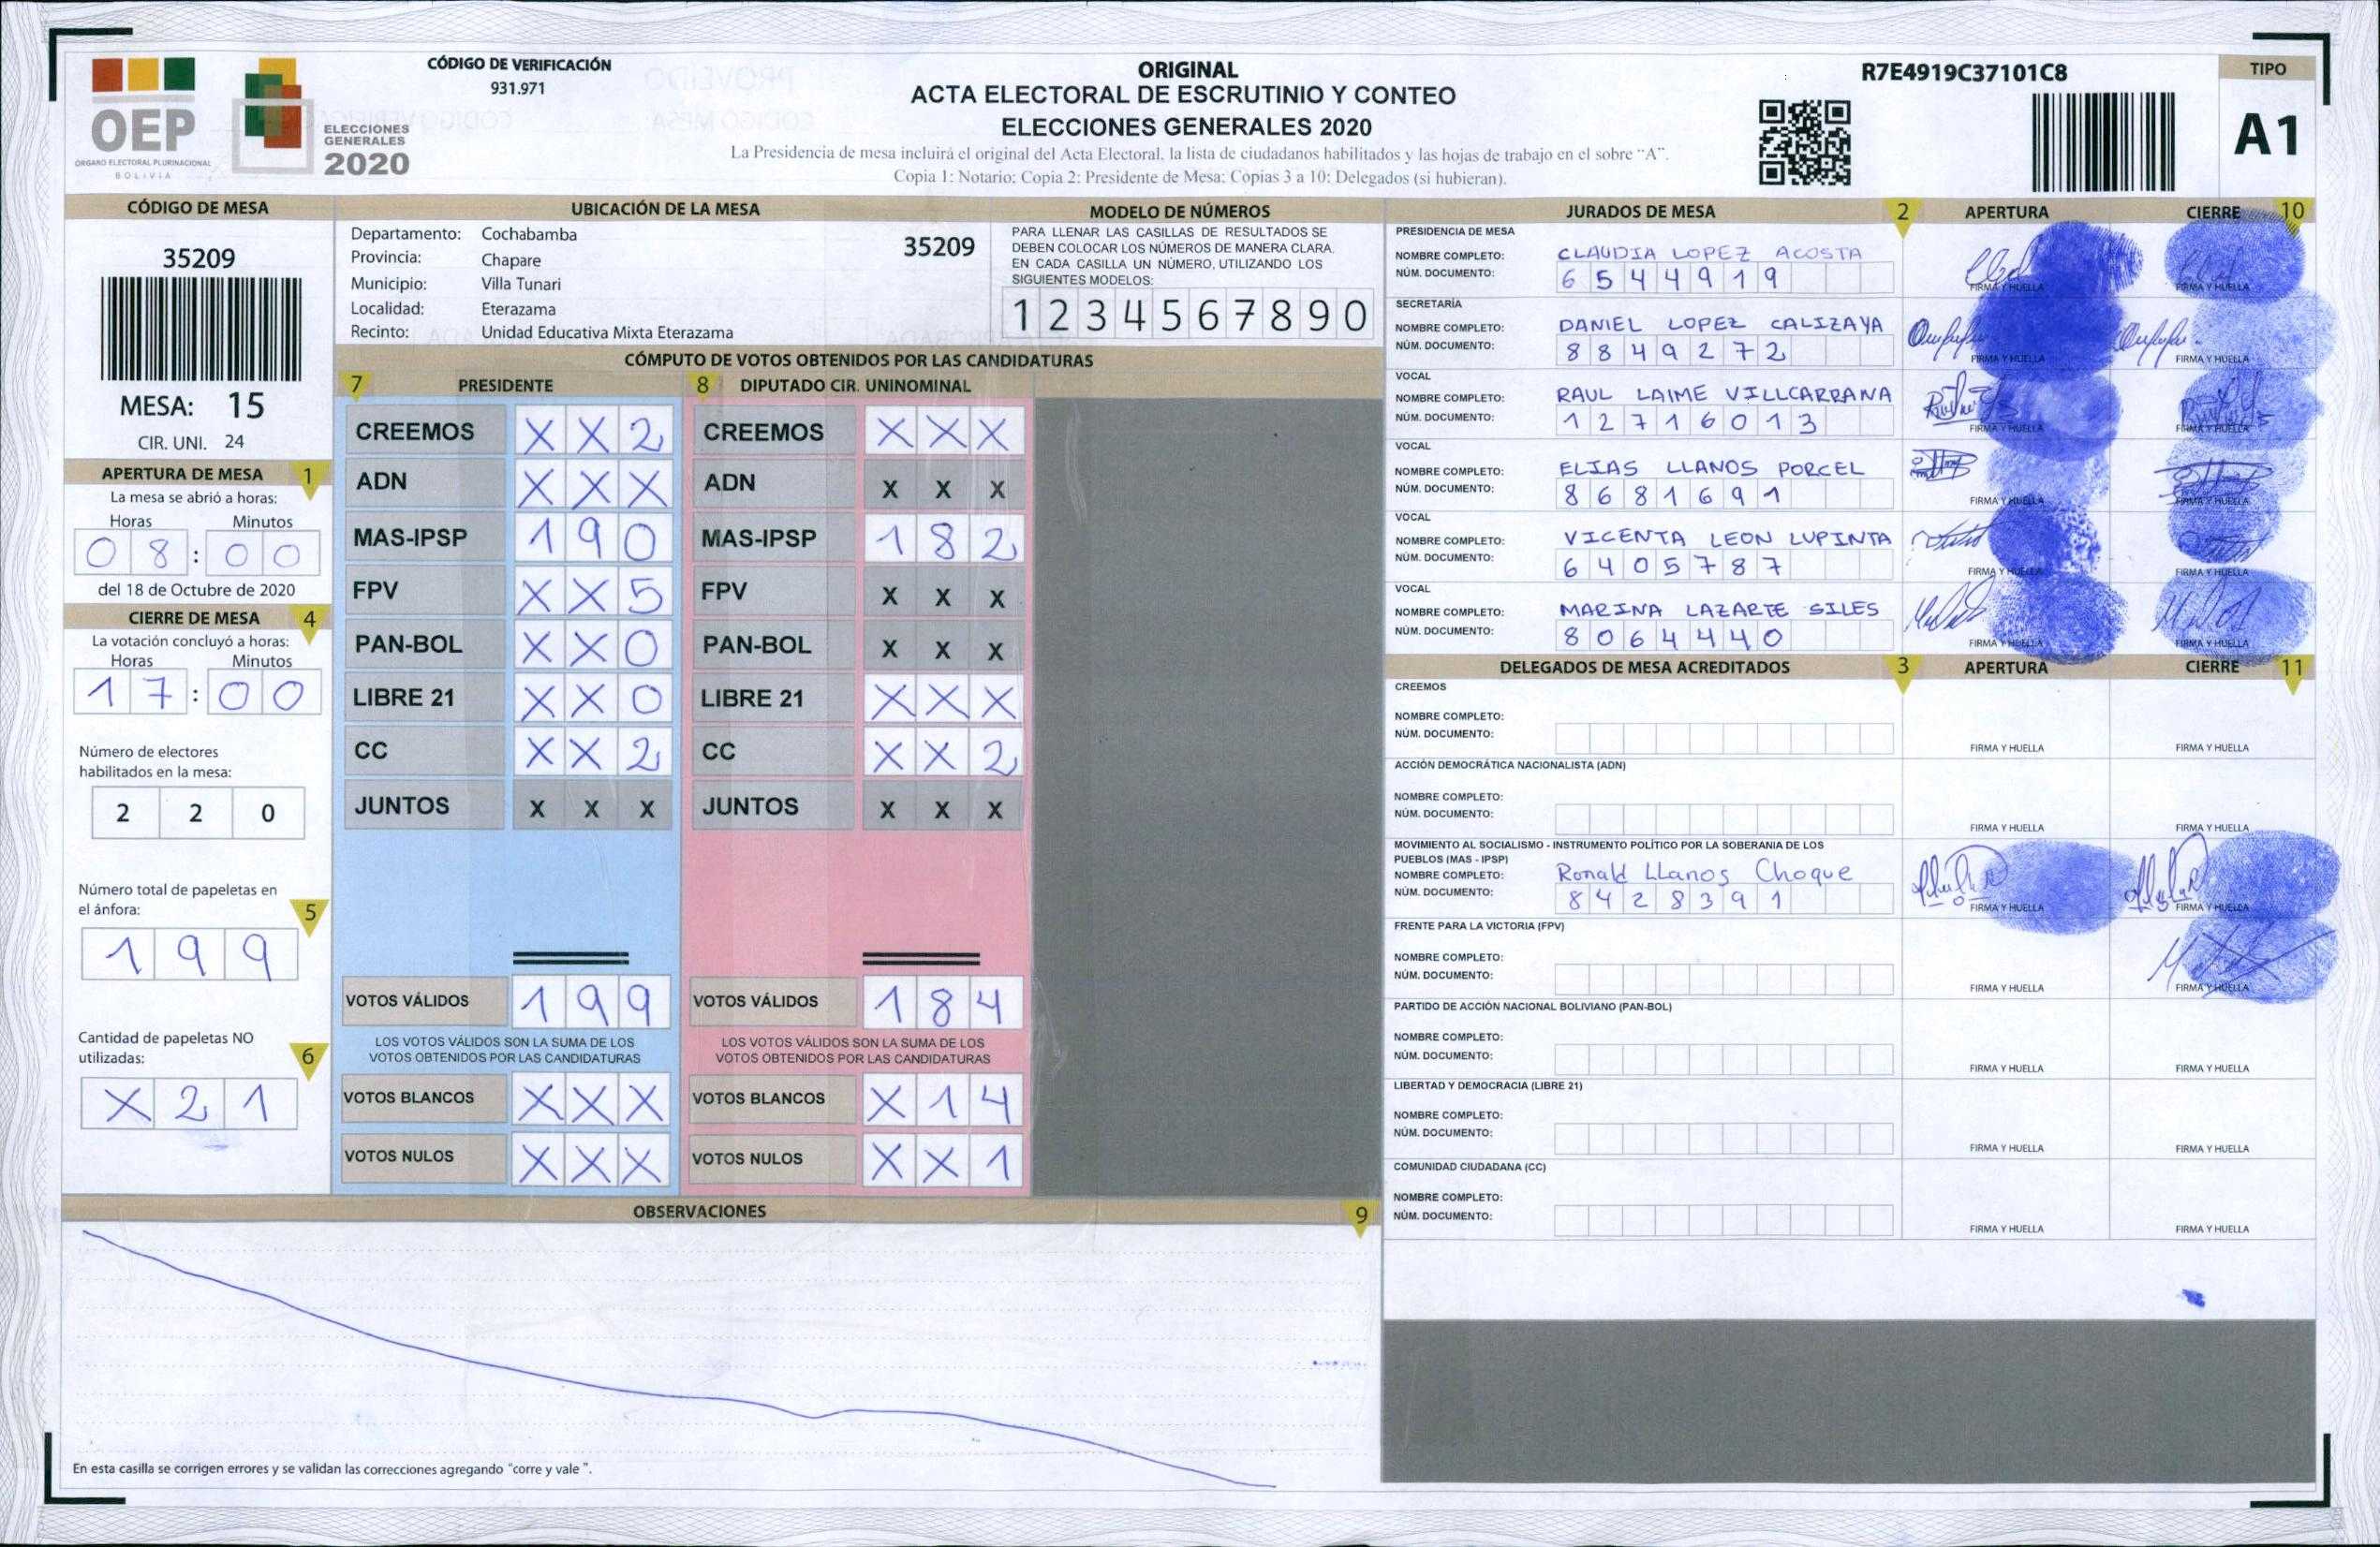 CÓDIGO DE VERIFICACIÓN
931.971
OEP
ÓRGANO ELECTORAL PLURINACIONAL
BOLIVIA
ELECCIONES
GENERALES
2020
ORIGINAL
ACTA ELECTORAL DE ESCRUTINIO Y CONTEO
ELECCIONES GENERALES 2020
La Presidencia de mesa incluirá el original del Acta Electoral, la lista de ciudadanos habilitados y las hojas de trabajo en el sobre "A".
Copia 1: Notario; Copia 2: Presidente de Mesa; Copias 3 a 10: Delegados (si hubieran).
R7E4919C37101C8
TIPO
A1
CÓDIGO DE MESA
35209
MESA: 15
CIR. UNI. 24
APERTURA DE MESA 1
La mesa se abrió a horas:
Horas Minutos
08:00
del 18 de Octubre de 2020
CIERRE DE MESA 4
La votación concluyó a horas:
Horas Minutos
17:00
Número de electores
habilitados en la mesa:
2 2 0
Número total de papeletas en
el ánfora: 5
1 9 9
Cantidad de papeletas NO
utilizadas: 6
X 2 1
UBICACIÓN DE LA MESA
Departamento: Cochabamba
35209
Provincia: Chapare
Municipio: Villa Tunari
Localidad: Eterazama
Recinto: Unidad Educativa Mixta Eterazama
MODELO DE NÚMEROS
PARA LLENAR LAS CASILLAS DE RESULTADOS SE
DEBEN COLOCAR LOS NÚMEROS DE MANERA CLARA.
EN CADA CASILLA UN NÚMERO, UTILIZANDO LOS
SIGUIENTES MODELOS:
1 2 3 4 5 6 7 8 9 0
CÓMPUTO DE VOTOS OBTENIDOS POR LAS CANDIDATURAS
7 PRESIDENTE 8 DIPUTADO CIR. UNINOMINAL
CREEMOS X X 2 CREEMOS X X X
ADN X X X ADN X X X
MAS-IPSP 1 9 0 MAS-IPSP 1 8 2
FPV X X 5 FPV X X X
PAN-BOL X X 0 PAN-BOL X X X
LIBRE 21 X X 0 LIBRE 21 X X X
CC X X 2 CC X X 2
JUNTOS X X X JUNTOS X X X
VOTOS VÁLIDOS 1 9 9 VOTOS VÁLIDOS 1 8 4
LOS VOTOS VÁLIDOS SON LA SUMA DE LOS
VOTOS OBTENIDOS POR LAS CANDIDATURAS
LOS VOTOS VÁLIDOS SON LA SUMA DE LOS
VOTOS OBTENIDOS POR LAS CANDIDATURAS
VOTOS BLANCOS X X X VOTOS BLANCOS X 1 4
VOTOS NULOS X X X VOTOS NULOS X X 1
OBSERVACIONES 9
En esta casilla se corrigen errores y se validan las correcciones agregando "corre y vale ".
JURADOS DE MESA 2 APERTURA CIERRE 10
PRESIDENCIA DE MESA
NOMBRE COMPLETO: CLAUDIA LOPEZ ACOSTA
NÚM. DOCUMENTO: 6544919
FIRMA Y HUELLA FIRMA Y HUELLA
SECRETARÍA
NOMBRE COMPLETO: DANIEL LOPEZ CALIZAYA
NÚM. DOCUMENTO: 8849272
FIRMA Y HUELLA FIRMA Y HUELLA
VOCAL
NOMBRE COMPLETO: RAUL LAIME VILLCARRANA
NÚM. DOCUMENTO: 12716013
FIRMA Y HUELLA FIRMA Y HUELLA
VOCAL
NOMBRE COMPLETO: ELIAS LLANOS PORCEL
NÚM. DOCUMENTO: 8681691
FIRMA Y HUELLA FIRMA Y HUELLA
VOCAL
NOMBRE COMPLETO: VICENTA LEON LUPINTA
NÚM. DOCUMENTO: 6405787
FIRMA Y HUELLA FIRMA Y HUELLA
VOCAL
NOMBRE COMPLETO: MARINA LAZARTE SILES
NÚM. DOCUMENTO: 8064440
FIRMA Y HUELLA FIRMA Y HUELLA
DELEGADOS DE MESA ACREDITADOS 3 APERTURA CIERRE 11
CREEMOS
NOMBRE COMPLETO:
NÚM. DOCUMENTO:
FIRMA Y HUELLA FIRMA Y HUELLA
ACCIÓN DEMOCRÁTICA NACIONALISTA (ADN)
NOMBRE COMPLETO:
NÚM. DOCUMENTO:
FIRMA Y HUELLA FIRMA Y HUELLA
MOVIMIENTO AL SOCIALISMO - INSTRUMENTO POLÍTICO POR LA SOBERANIA DE LOS
PUEBLOS (MAS - IPSP)
NOMBRE COMPLETO: Ronald LLanos Choque
NÚM. DOCUMENTO: 8428391
FIRMA Y HUELLA FIRMA Y HUELLA
FRENTE PARA LA VICTORIA (FPV)
NOMBRE COMPLETO:
NÚM. DOCUMENTO:
FIRMA Y HUELLA FIRMA Y HUELLA
PARTIDO DE ACCIÓN NACIONAL BOLIVIANO (PAN-BOL)
NOMBRE COMPLETO:
NÚM. DOCUMENTO:
FIRMA Y HUELLA FIRMA Y HUELLA
LIBERTAD Y DEMOCRACIA (LIBRE 21)
NOMBRE COMPLETO:
NÚM. DOCUMENTO:
FIRMA Y HUELLA FIRMA Y HUELLA
COMUNIDAD CIUDADANA (CC)
NOMBRE COMPLETO:
NÚM. DOCUMENTO:
FIRMA Y HUELLA FIRMA Y HUELLA